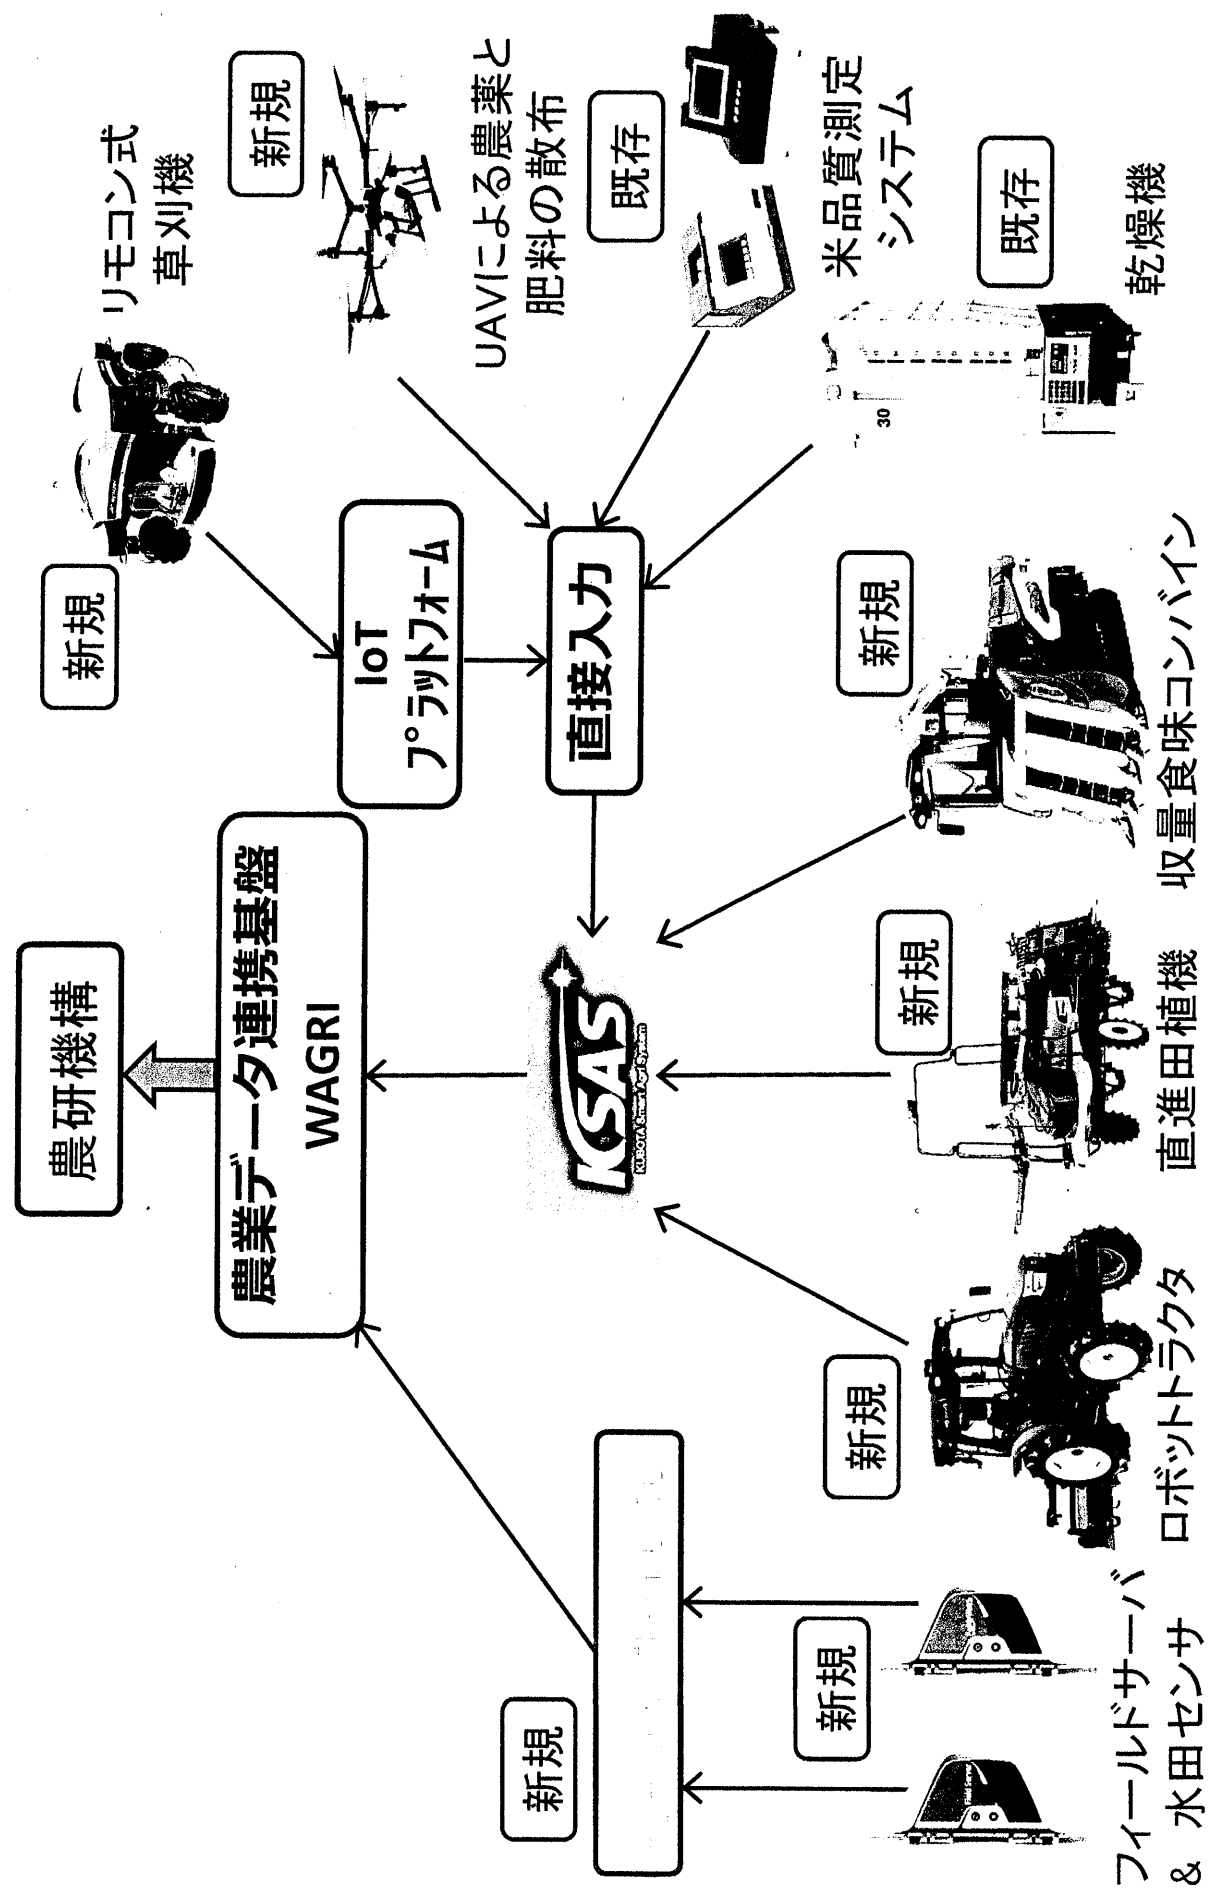 農研機構
農業データ連携基盤
WAGRI
新規
リモコン式
草刈機
IoT
プラットフォーム
新規
UAVによる農薬と
肥料の散布
直接入力
既存
米品質測定
システム
KSAS
KUBOTA Smart Agri System
新規
既存
30
乾燥機
新規
フィールドサーバ
& 水田センサ
新規
ロボットトラクタ
新規
直進田植機
新規
収量食味コンバイン